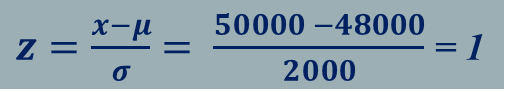 z = (x−μ)/σ = (50000 −48000)/2000 = 1